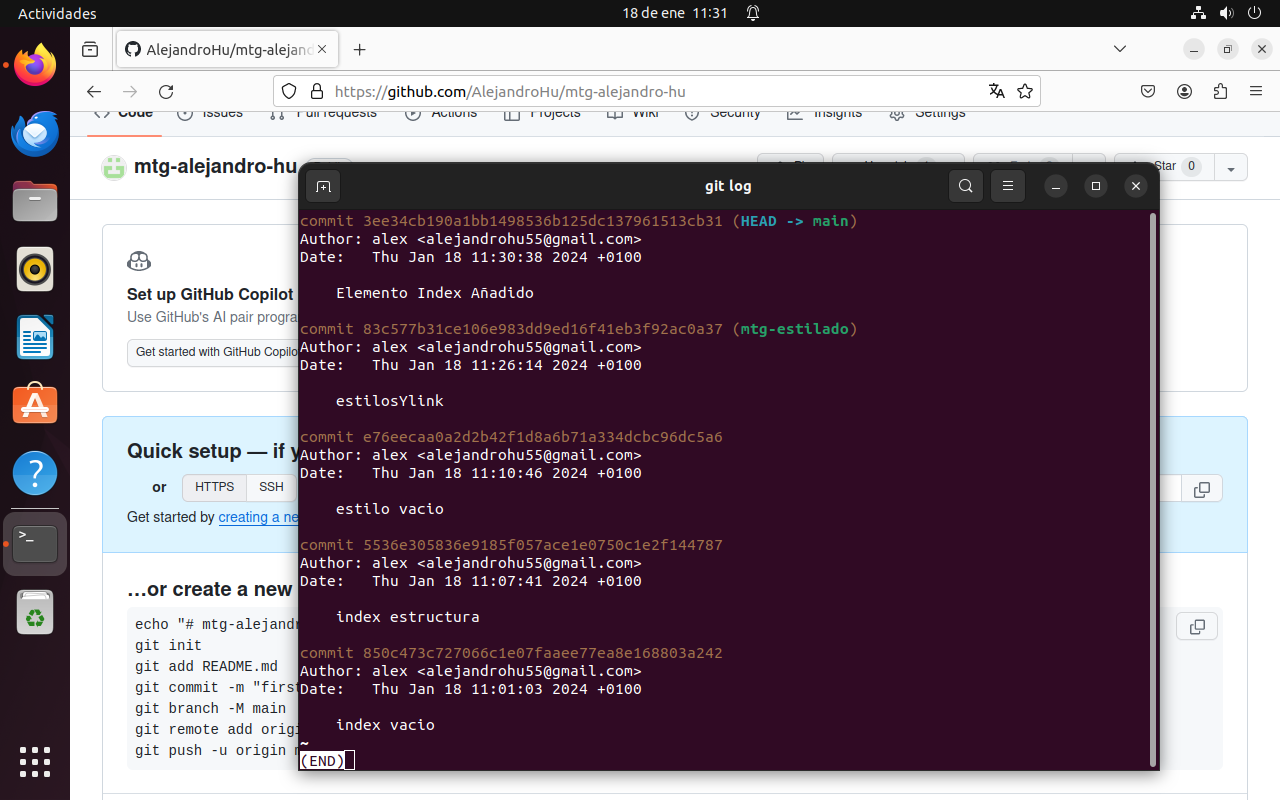 Actividades
18 de ene 11:31
AlejandroHu/mtg-alejand
https://github.com/AlejandroHu/mtg-alejandro-hu
Code Issues Pull requests Actions Projects Wiki Security Insights Settings
mtg-alejandro-hu
Star 0
Set up GitHub Copilot
Use GitHub's AI pair progra
Get started with GitHub Copilo
Quick setup — if y
or HTTPS SSH
Get started by creating a ne
…or create a new
echo "# mtg-alejandr
git init
git add README.md
git commit -m "first
git branch -M main
git remote add origi
git push -u origin m
git log
commit 3ee34cb190a1bb1498536b125dc137961513cb31 (HEAD -> main)
Author: alex <alejandrohu55@gmail.com>
Date: Thu Jan 18 11:30:38 2024 +0100
Elemento Index Añadido
commit 83c577b31ce106e983dd9ed16f41eb3f92ac0a37 (mtg-estilado)
Author: alex <alejandrohu55@gmail.com>
Date: Thu Jan 18 11:26:14 2024 +0100
estilosYlink
commit e76eecaa0a2d2b42f1d8a6b71a334dcbc96dc5a6
Author: alex <alejandrohu55@gmail.com>
Date: Thu Jan 18 11:10:46 2024 +0100
estilo vacio
commit 5536e305836e9185f057ace1e0750c1e2f144787
Author: alex <alejandrohu55@gmail.com>
Date: Thu Jan 18 11:07:41 2024 +0100
index estructura
commit 850c473c727066c1e07faaee77ea8e168803a242
Author: alex <alejandrohu55@gmail.com>
Date: Thu Jan 18 11:01:03 2024 +0100
index vacio
~
(END)